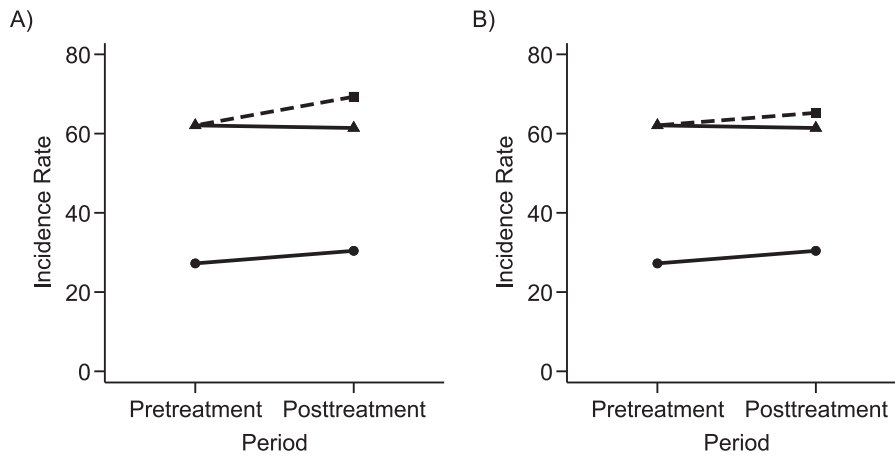 A)
80
60
40
20
0
Incidence Rate
Pretreatment Posttreatment
Period
B)
80
60
40
20
0
Incidence Rate
Pretreatment Posttreatment
Period